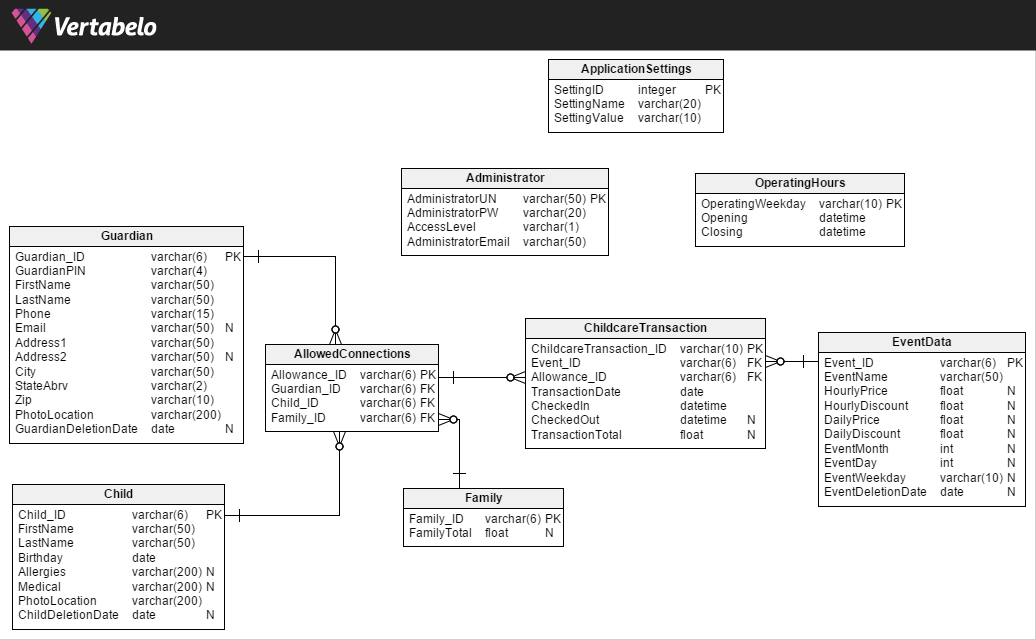 Vertabelo
ApplicationSettings
SettingID integer PK
SettingName varchar(20)
SettingValue varchar(10)
Administrator
AdministratorUN varchar(50) PK
AdministratorPW varchar(20)
AccessLevel varchar(1)
AdministratorEmail varchar(50)
OperatingHours
OperatingWeekday varchar(10) PK
Opening datetime
Closing datetime
Guardian
Guardian_ID varchar(6) PK
GuardianPIN varchar(4)
FirstName varchar(50)
LastName varchar(50)
Phone varchar(15)
Email varchar(50) N
Address1 varchar(50)
Address2 varchar(50) N
City varchar(50)
StateAbrv varchar(2)
Zip varchar(10)
PhotoLocation varchar(200)
GuardianDeletionDate date N
AllowedConnections
Allowance_ID varchar(6) PK
Guardian_ID varchar(6) FK
Child_ID varchar(6) FK
Family_ID varchar(6) FK
ChildcareTransaction
ChildcareTransaction_ID varchar(10) PK
Event_ID varchar(6) FK
Allowance_ID varchar(6) FK
TransactionDate date
CheckedIn datetime
CheckedOut datetime N
TransactionTotal float N
EventData
Event_ID varchar(6) PK
EventName varchar(50)
HourlyPrice float N
HourlyDiscount float N
DailyPrice float N
DailyDiscount float N
EventMonth int N
EventDay int N
EventWeekday varchar(10) N
EventDeletionDate date N
Child
Child_ID varchar(6) PK
FirstName varchar(50)
LastName varchar(50)
Birthday date
Allergies varchar(200) N
Medical varchar(200) N
PhotoLocation varchar(200)
ChildDeletionDate date N
Family
Family_ID varchar(6) PK
FamilyTotal float N